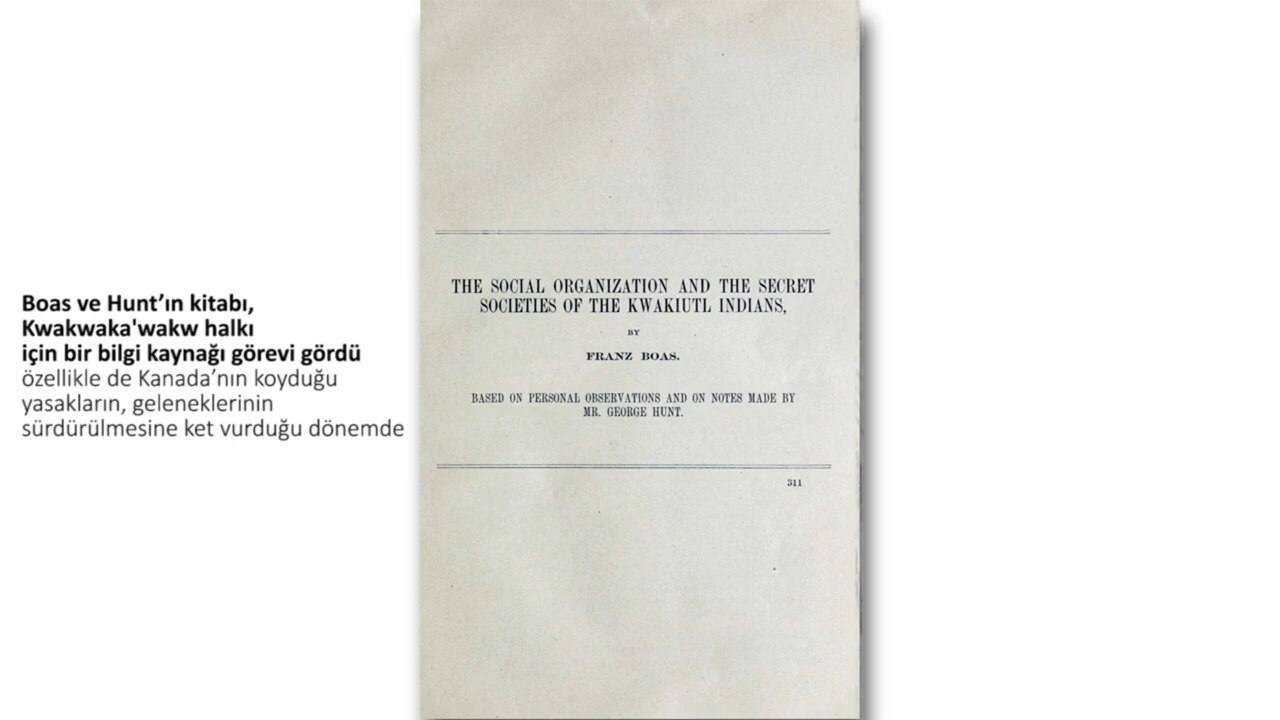 Boas ve Hunt’ın kitabı,
Kwakwaka'wakw halkı
için bir bilgi kaynağı görevi gördü
özellikle de Kanada’nın koyduğu
yasakların, geleneklerinin
sürdürülmesine ket vurduğu dönemde
THE SOCIAL ORGANIZATION AND THE SECRET
SOCIETIES OF THE KWAKIUTL INDIANS,
BY
FRANZ BOAS.
BASED ON PERSONAL OBSERVATIONS AND ON NOTES MADE BY
MR. GEORGE HUNT.
311